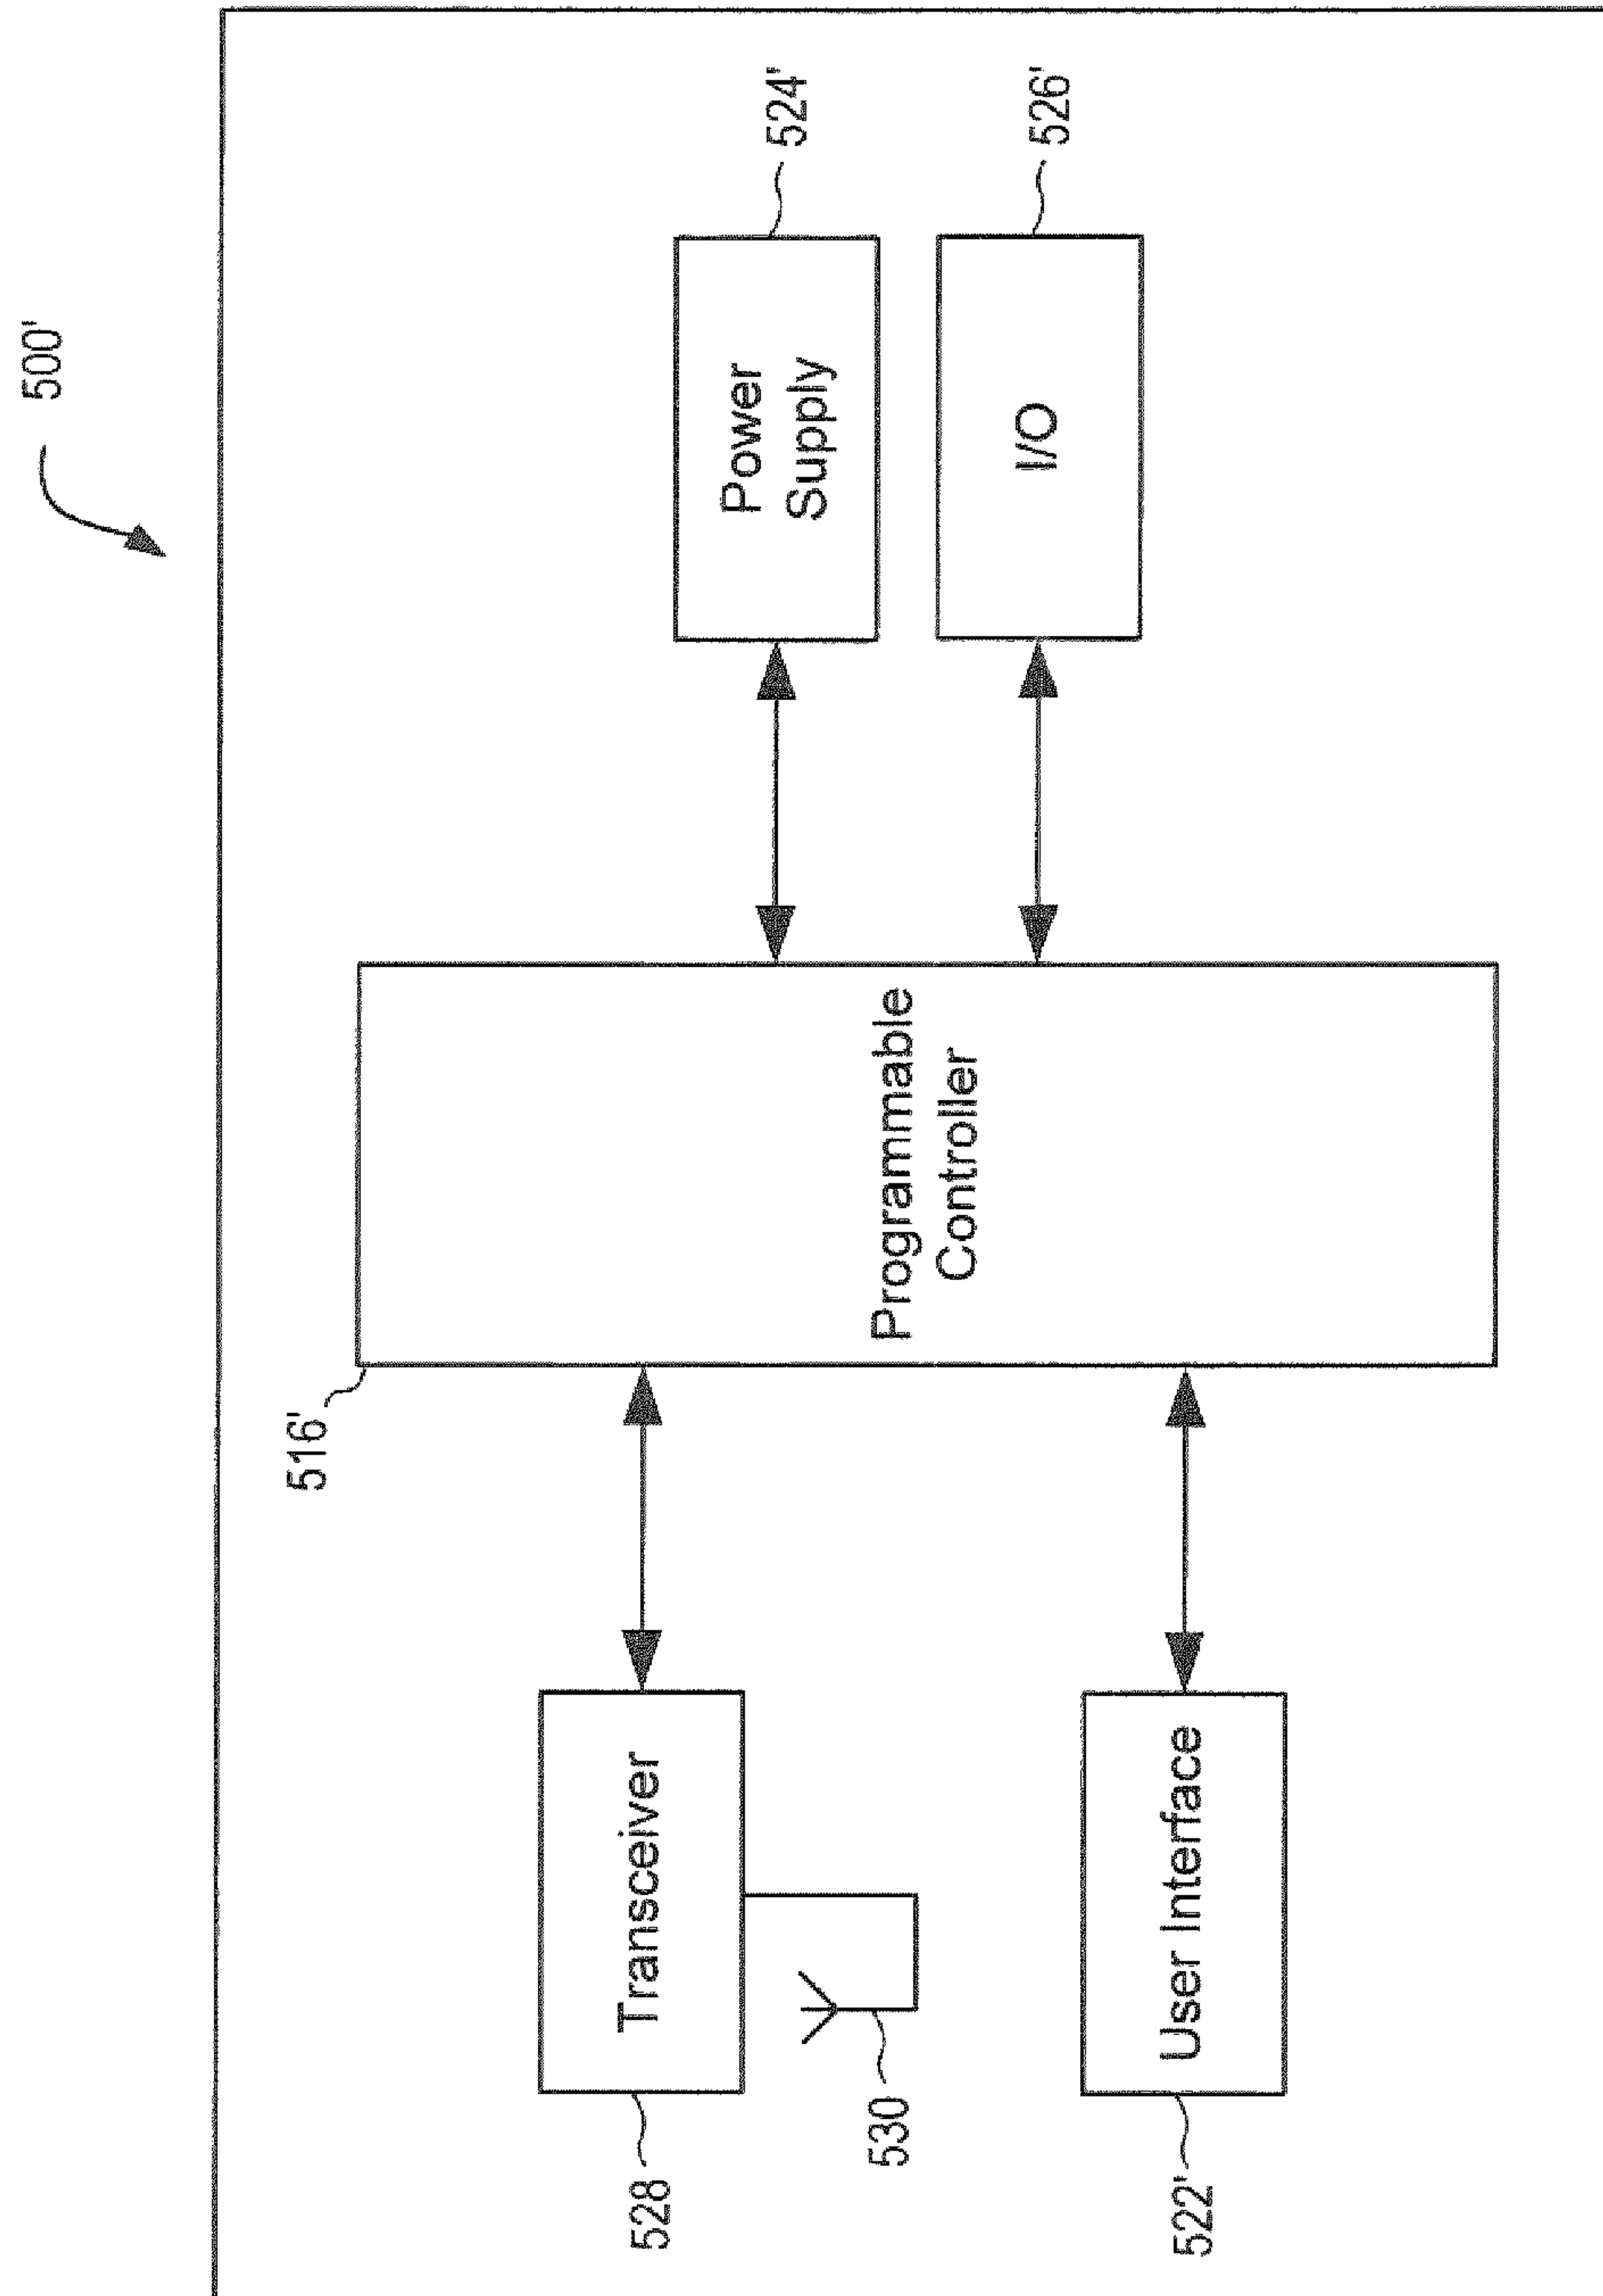 500'
516'
528
Transceiver
530
522'
User Interface
Programmable
Controller
Power
Supply
524'
I/O
526'